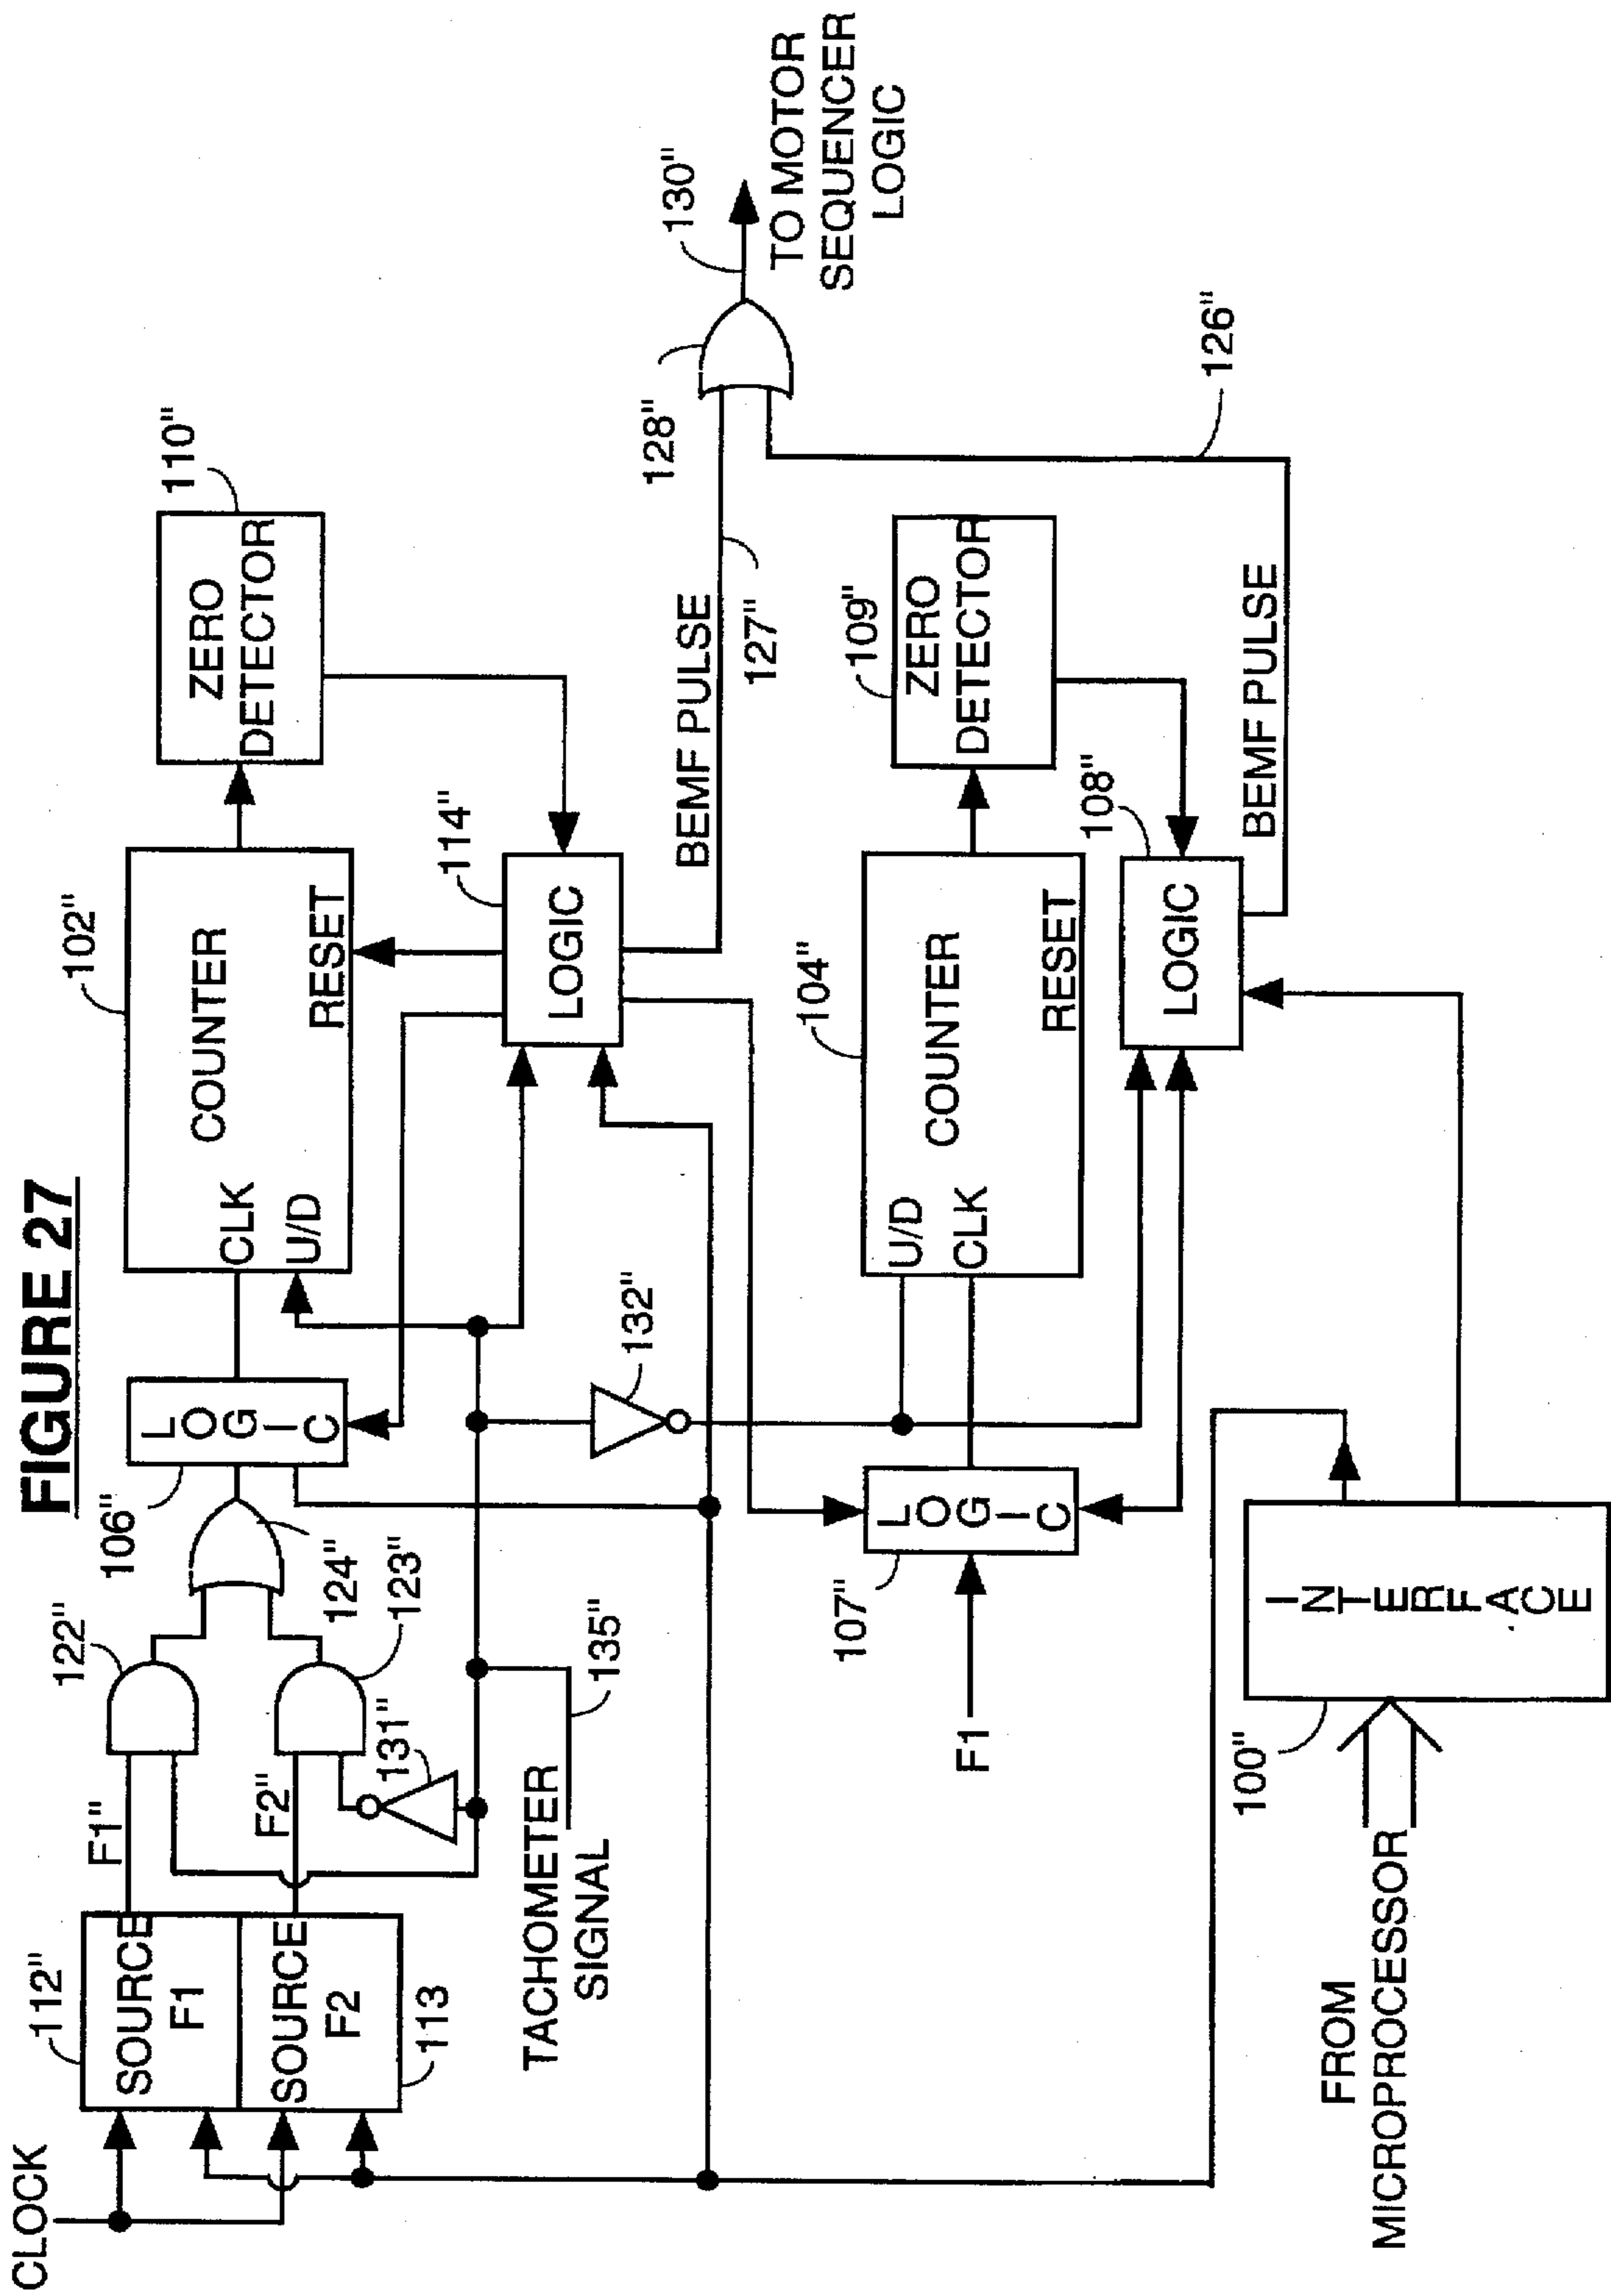 FIGURE 27
CLOCK
112"
SOURCE
F1
SOURCE
F2
113
F1"
F2"
122"
123"
124"
131"
106"
LOGIC
102"
COUNTER
CLK
U/D
RESET
110"
ZERO
DETECTOR
TACHOMETER
SIGNAL
135"
132"
114"
LOGIC
BEMF PULSE
127"
128"
130"
TO MOTOR
SEQUENCER
LOGIC
F1
107"
LOGIC
104"
COUNTER
U/D
CLK
RESET
109"
ZERO
DETECTOR
108"
LOGIC
BEMF PULSE
126"
FROM
MICROPROCESSOR
100"
INTERFACE